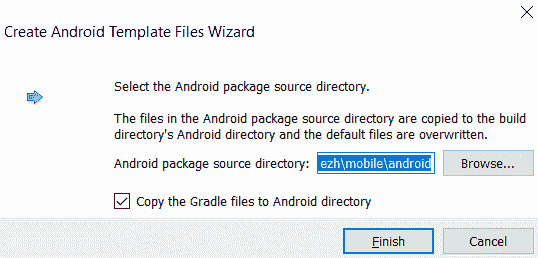 Create Android Template Files Wizard
Select the Android package source directory.
The files in the Android package source directory are copied to the build
directory's Android directory and the default files are overwritten.
Android package source directory: ezh\mobile\android Browse...
Copy the Gradle files to Android directory
Finish Cancel